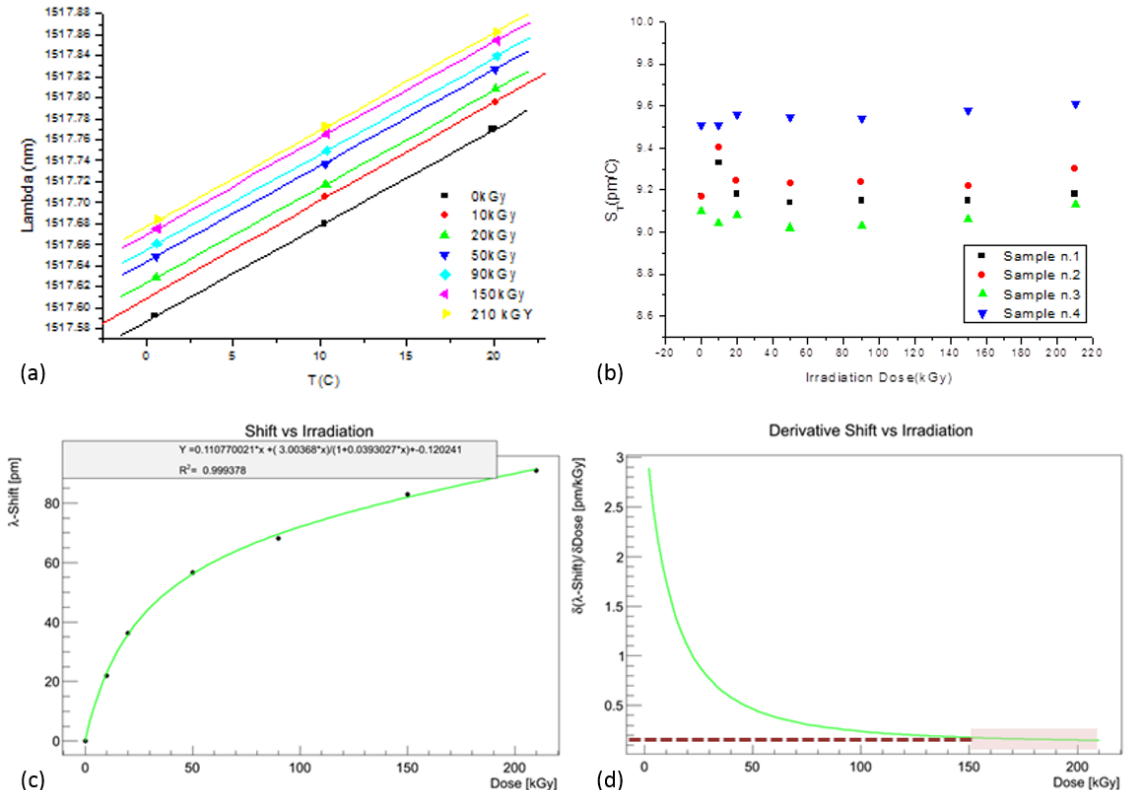 1517.88
1517.86
1517.84
1517.82
1517.80
1517.78
1517.76
1517.74
1517.72
1517.70
1517.68
1517.66
1517.64
1517.62
1517.60
1517.58
Lambda (nm)
0kGy
10kGy
20kGy
50kGy
90kGy
150kGy
210 kGY
0 5 10 15 20
T(C)
(a)
10.0
9.8
9.6
9.4
9.2
9.0
8.8
8.6
S_T(pm/C)
Sample n.1
Sample n.2
Sample n.3
Sample n.4
-20 0 20 40 60 80 100 120 140 160 180 200 220
Irradiation Dose(kGy)
(b)
Shift vs Irradiation
Y =0.110770021*x +( 3.00368*x)/(1+0.0393027*x)+-0.120241
R²= 0.999378
λ-Shift [pm]
80
60
40
20
0
0 50 100 150 200
Dose [kGy]
(c)
Derivative Shift vs Irradiation
δ(λ-Shift)/δDose [pm/kGy]
3
2.5
2
1.5
1
0.5
0 50 100 150 200
Dose [kGy]
(d)